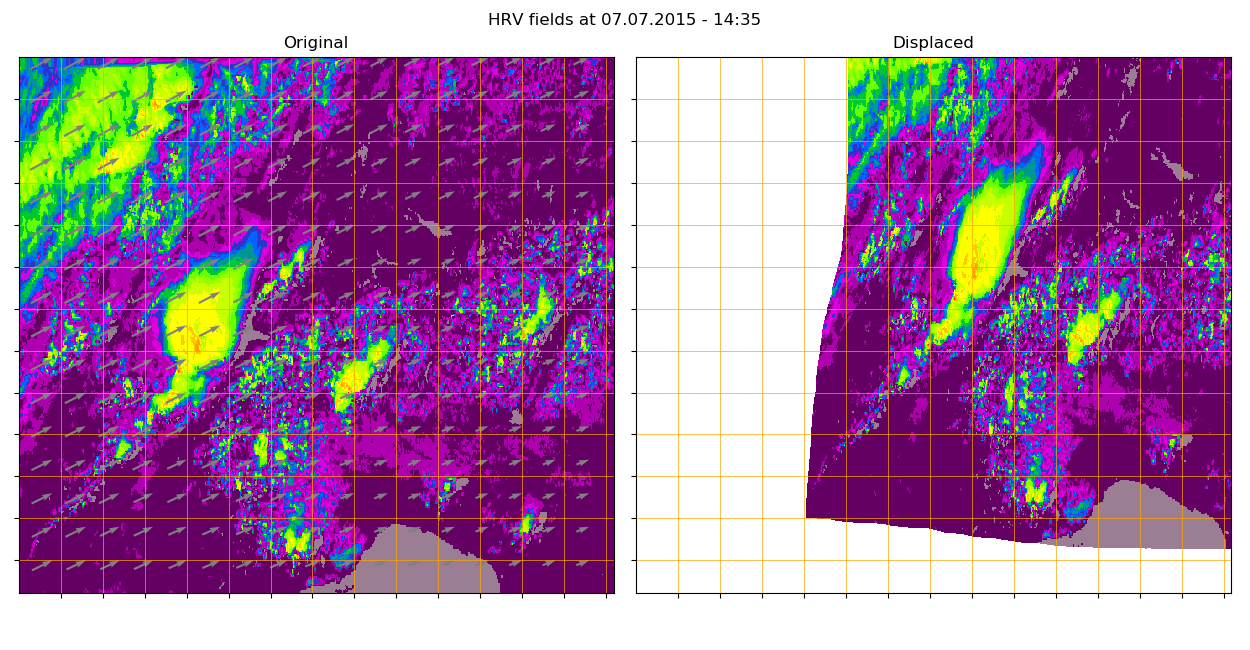 HRV fields at 07.07.2015 - 14:35
Original
Displaced